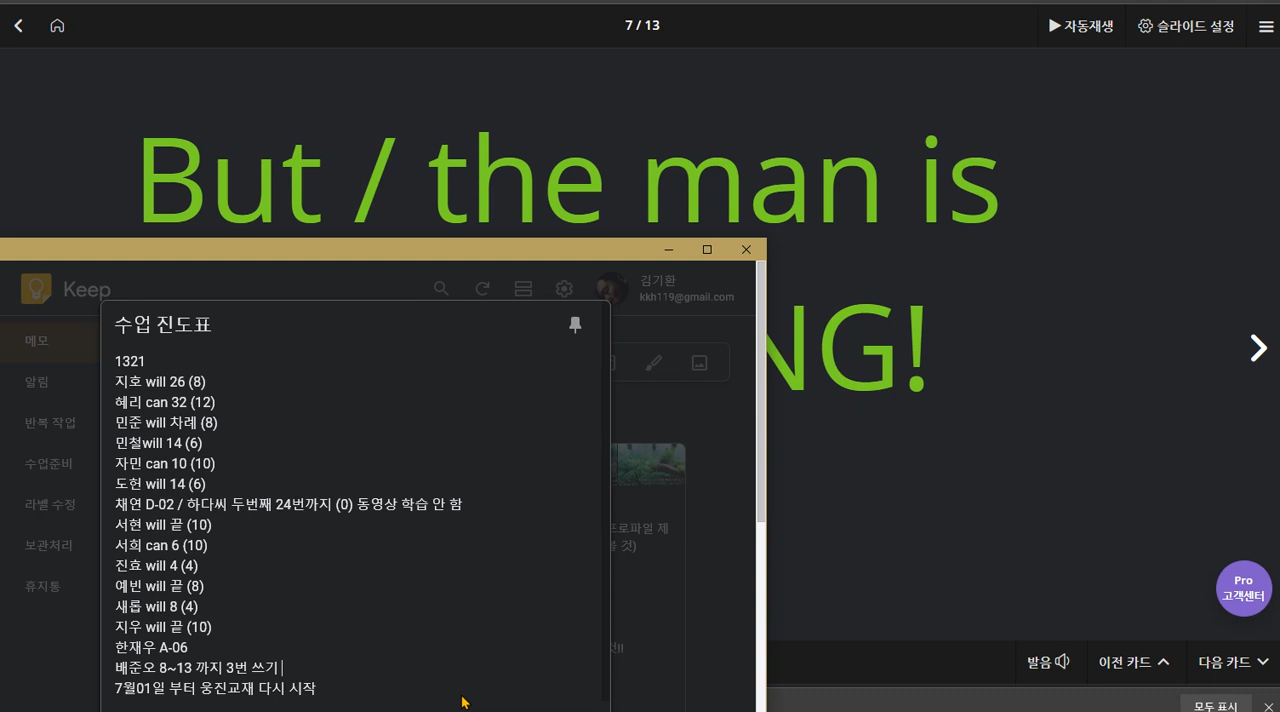 7 / 13
자동재생
슬라이드 설정
But / the man is
NG!
Keep
김기환
kkh119@gmail.com
메모
알림
반복 작업
수업준비
라벨 수정
보관처리
휴지통
수업 진도표
1321
지호 will 26 (8)
혜리 can 32 (12)
민준 will 차례 (8)
민철will 14 (6)
자민 can 10 (10)
도현 will 14 (6)
채연 D-02 / 하다씨 두번째 24번까지 (0) 동영상 학습 안 함
서현 will 끝 (10)
서희 can 6 (10)
진효 will 4 (4)
예빈 will 끝 (8)
새롭 will 8 (4)
지우 will 끝 (10)
한재우 A-06
배준오 8~13 까지 3번 쓰기
7월01일 부터 웅진교재 다시 시작
프로파일 제
것)
Pro
고객센터
발음
이전 카드
다음 카드
모두 표시